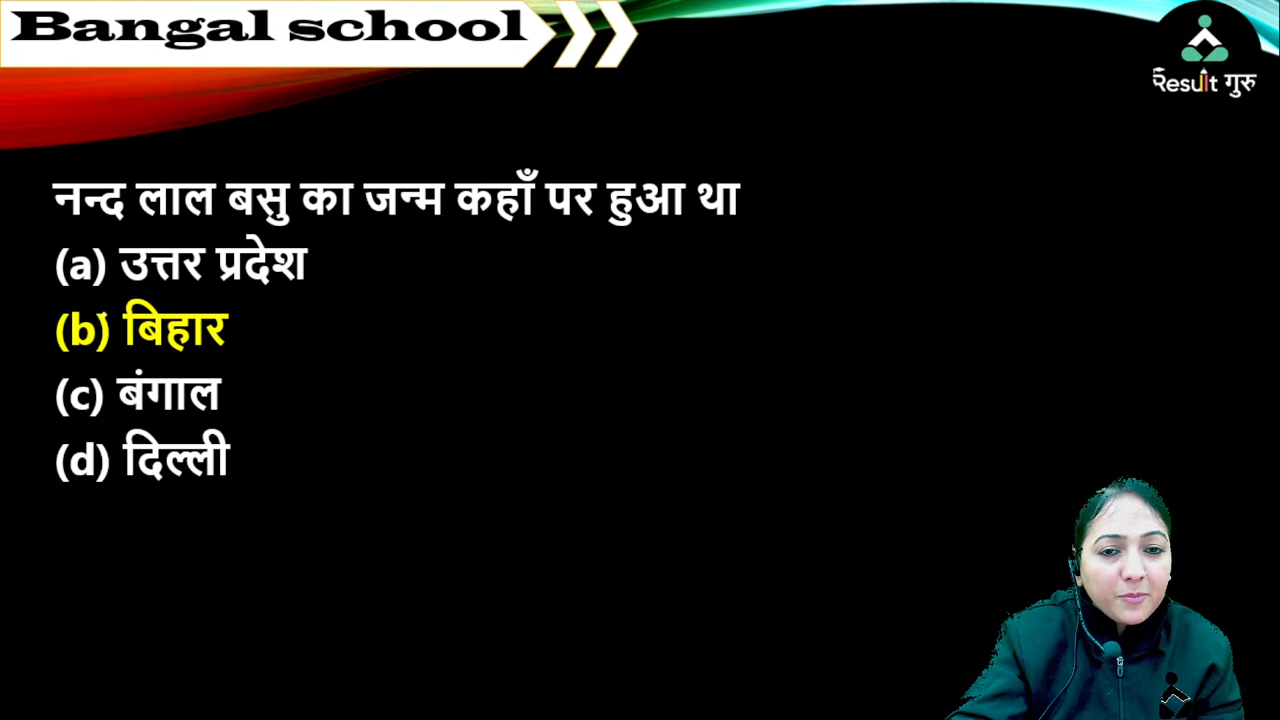 Bangal school
Result गुरु
नन्द लाल बसु का जन्म कहाँ पर हुआ था
(a) उत्तर प्रदेश
(b) बिहार
(c) बंगाल
(d) दिल्ली